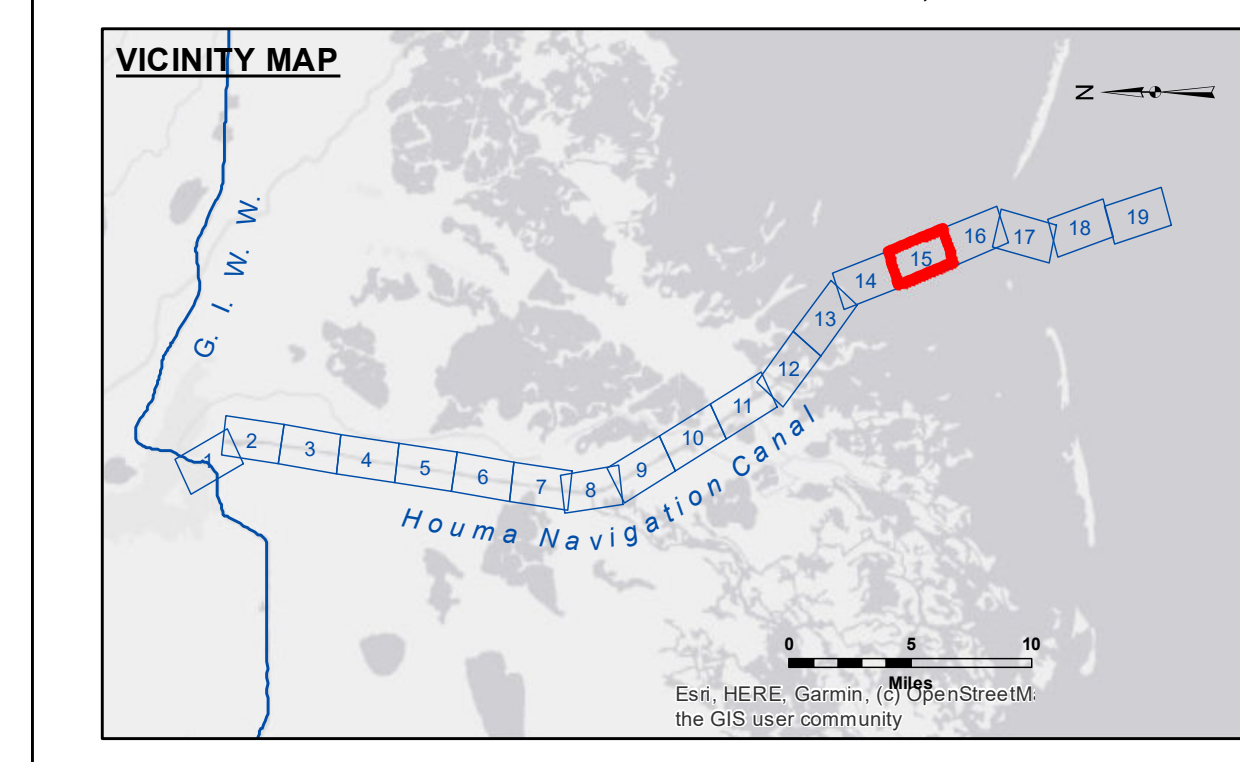 VICINITY MAP
N
G. I. W. W.
1
2
3
4
5
6
7
8
9
10
11
12
13
14
15
16
17
18
19
Houma Navigation Canal
0 5 10
Miles
Esri, HERE, Garmin, (c) OpenStreetM
the GIS user community